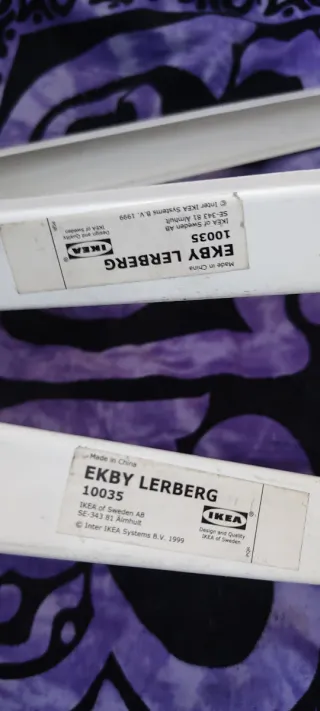 Made in China
EKBY LERBERG
10035
IKEA of Sweden AB
SE-343 81 Älmhult
© Inter IKEA Systems B.V. 1999
IKEA®
Design and Quality
IKEA of Sweden
Made in China
EKBY LERBERG
10035
IKEA of Sweden AB
SE-343 81 Älmhult
© Inter IKEA Systems B.V. 1999
IKEA®
Design and Quality
IKEA of Sweden